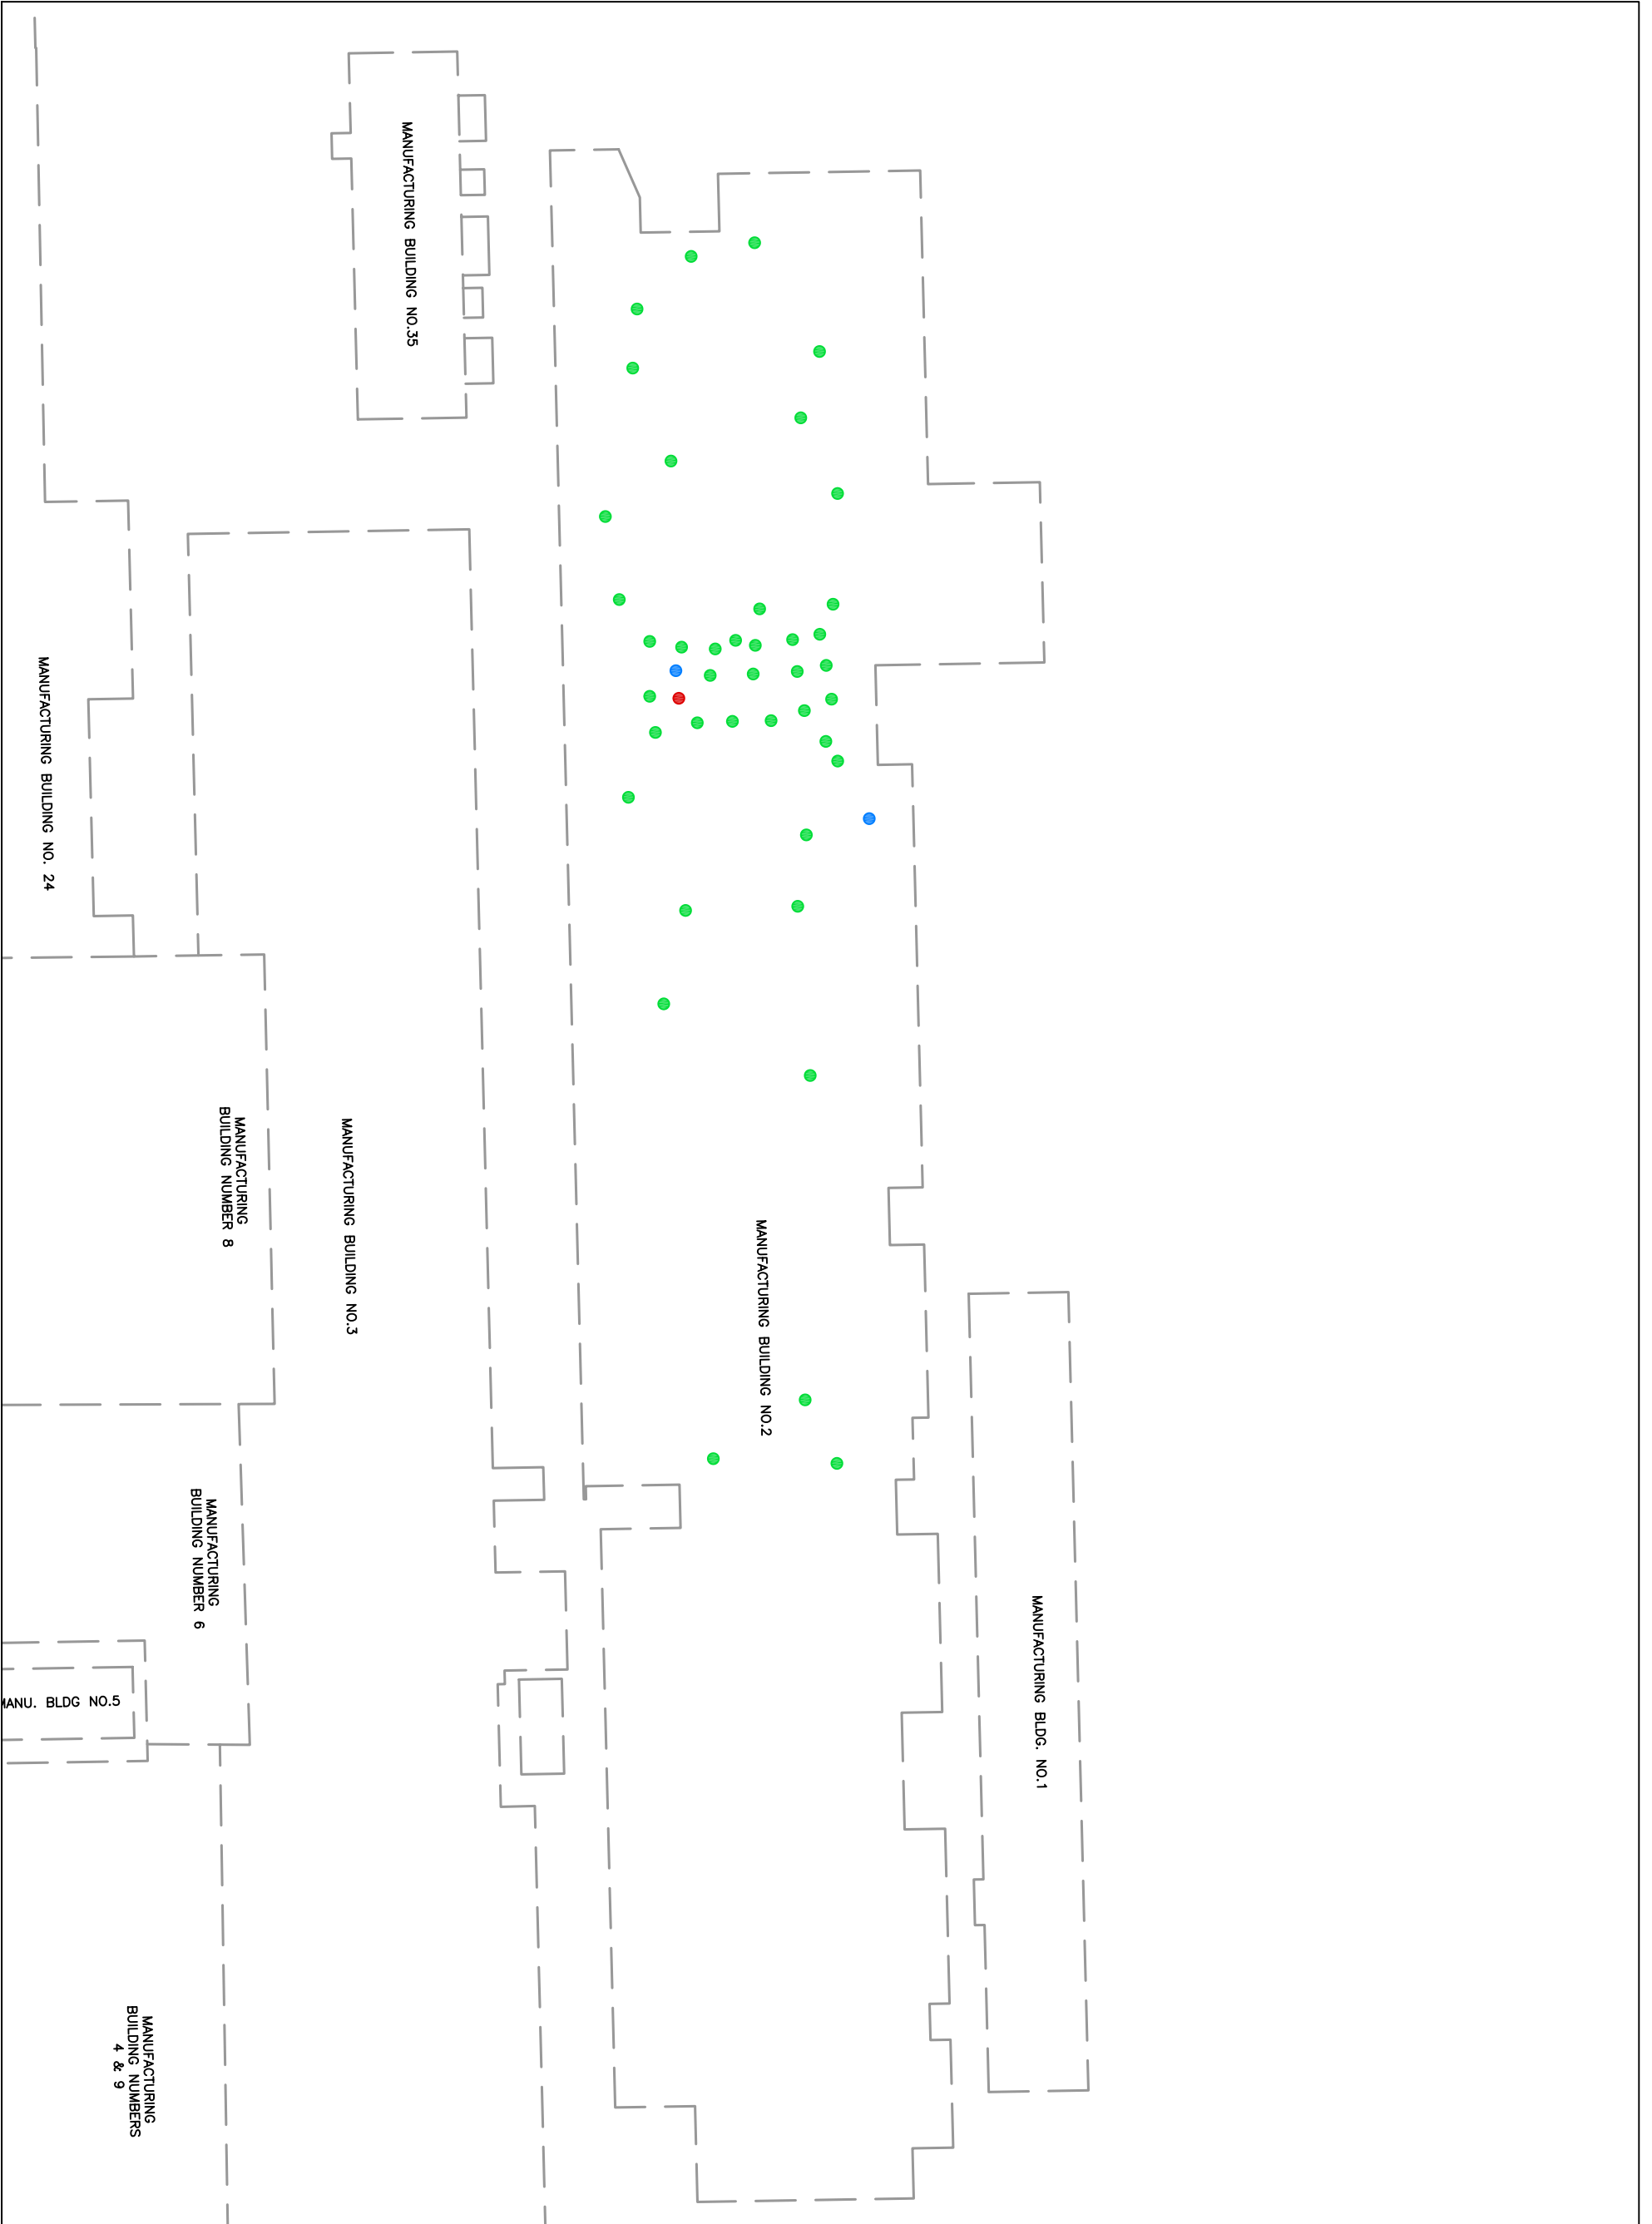 MANUFACTURING BUILDING NO.35
MANUFACTURING BUILDING NO. 24
MANUFACTURING
BUILDING NUMBER 8
MANUFACTURING BUILDING NO.3
MANUFACTURING BUILDING NO.2
MANUFACTURING
BUILDING NUMBER 6
MANUFACTURING BLDG. NO.1
MANU. BLDG NO.5
MANUFACTURING
BUILDING NUMBERS
4 & 9